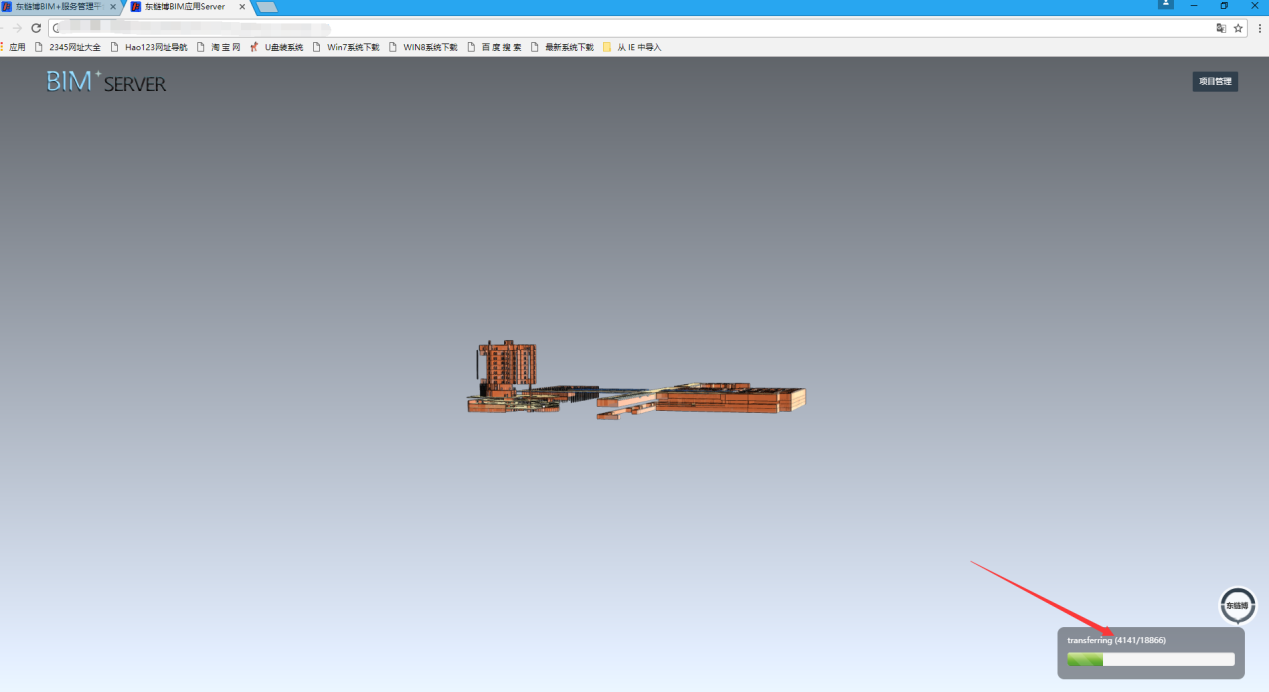 东链博BIM+服务管理平
东链博BIM应用Server
应用 2345网址大全 Hao123网址导航 淘 宝 网 U盘装系统 Win7系统下载 WIN8系统下载 百 度 搜 索 最新系统下载 从 IE 中导入
BIM+ SERVER
项目管理
东链博
transferring (4141/18866)